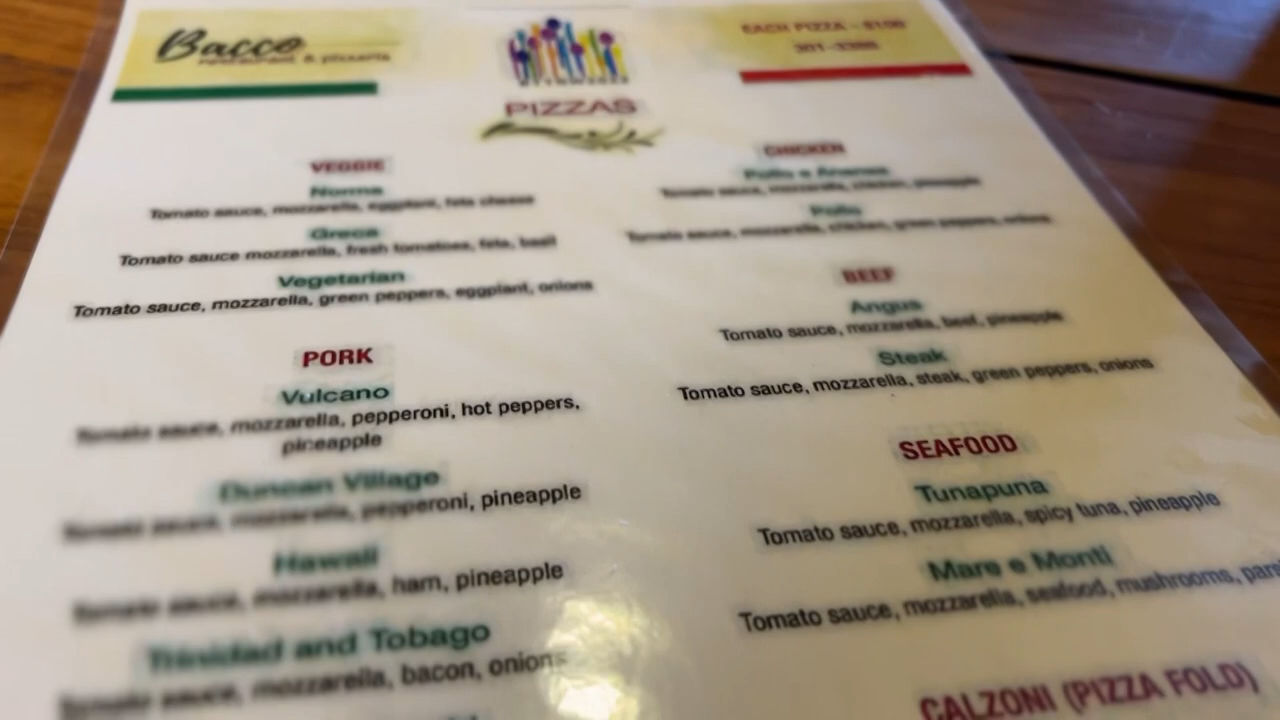 Bacco
restaurant & pizzeria
EACH PIZZA - $100
PIZZAS
VEGGIE
Norma
Tomato sauce, mozzarella, eggplant, feta cheese
Greca
Tomato sauce mozzarella, fresh tomatoes, feta, basil
Vegetarian
Tomato sauce, mozzarella, green peppers, eggplant, onions
PORK
Vulcano
Tomato sauce, mozzarella, pepperoni, hot peppers,
pineapple
Duncan Village
Tomato sauce, mozzarella, pepperoni, pineapple
Hawaii
Tomato sauce, mozzarella, ham, pineapple
Trinidad and Tobago
Tomato sauce, mozzarella, bacon, onions
CHICKEN
Pollo e Ananas
Tomato sauce, mozzarella, chicken, pineapple
Pollo
Tomato sauce, mozzarella, chicken, green peppers, onions
BEEF
Angus
Tomato sauce, mozzarella, beef, pineapple
Steak
Tomato sauce, mozzarella, steak, green peppers, onions
SEAFOOD
Tunapuna
Tomato sauce, mozzarella, spicy tuna, pineapple
Mare e Monti
Tomato sauce, mozzarella, seafood, mushrooms,
CALZONI (PIZZA FOLD)